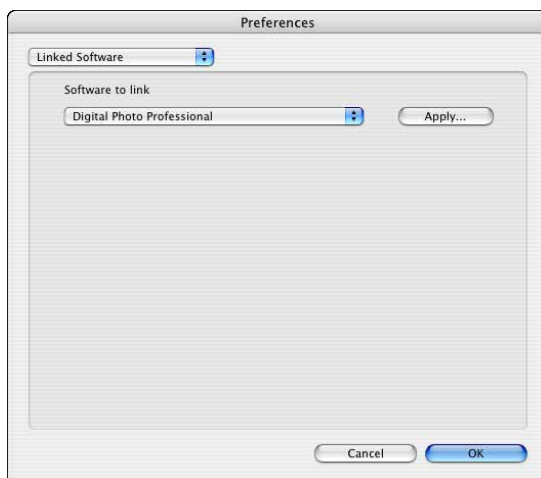 Preferences
Linked Software
Software to link
Digital Photo Professional
Apply...
Cancel
OK